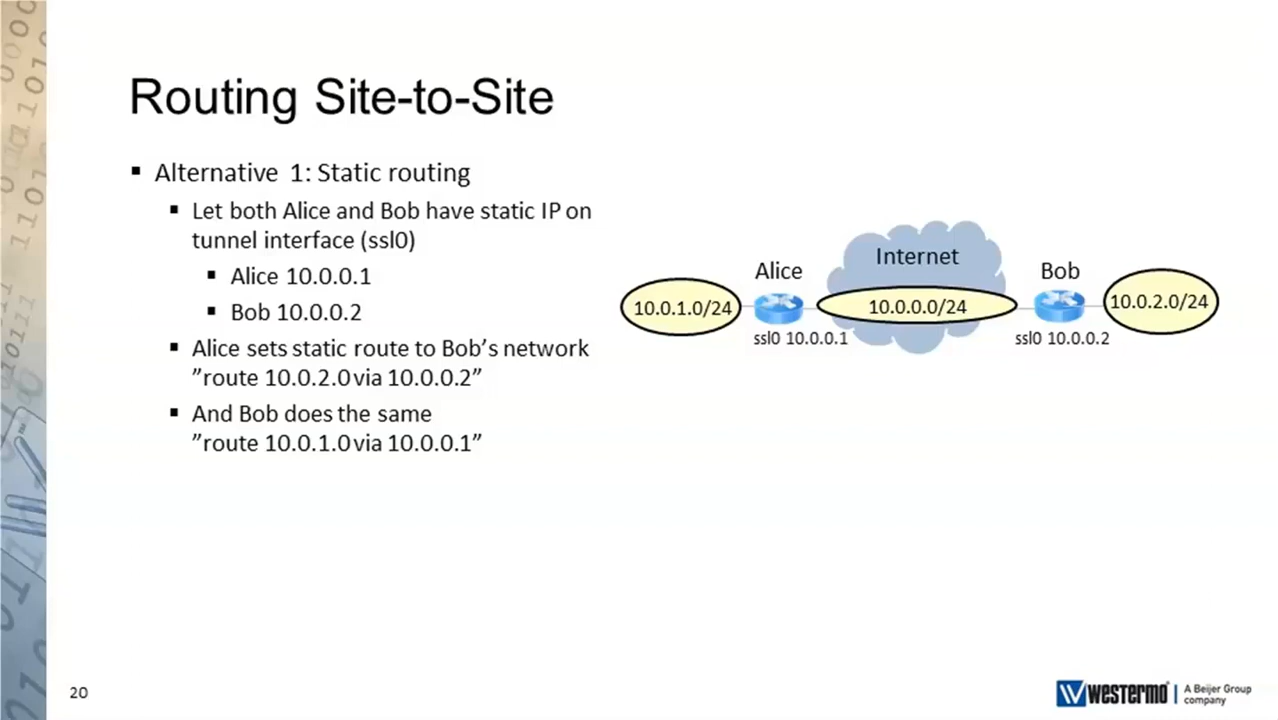 Routing Site-to-Site
Alternative 1: Static routing
Let both Alice and Bob have static IP on
tunnel interface (ssl0)
Alice 10.0.0.1
Bob 10.0.0.2
Alice sets static route to Bob's network
”route 10.0.2.0 via 10.0.0.2”
And Bob does the same
”route 10.0.1.0 via 10.0.0.1”
Internet
Alice
Bob
10.0.1.0/24
10.0.0.0/24
10.0.2.0/24
ssl0 10.0.0.1
ssl0 10.0.0.2
20
westermo
A Beijer Group
company